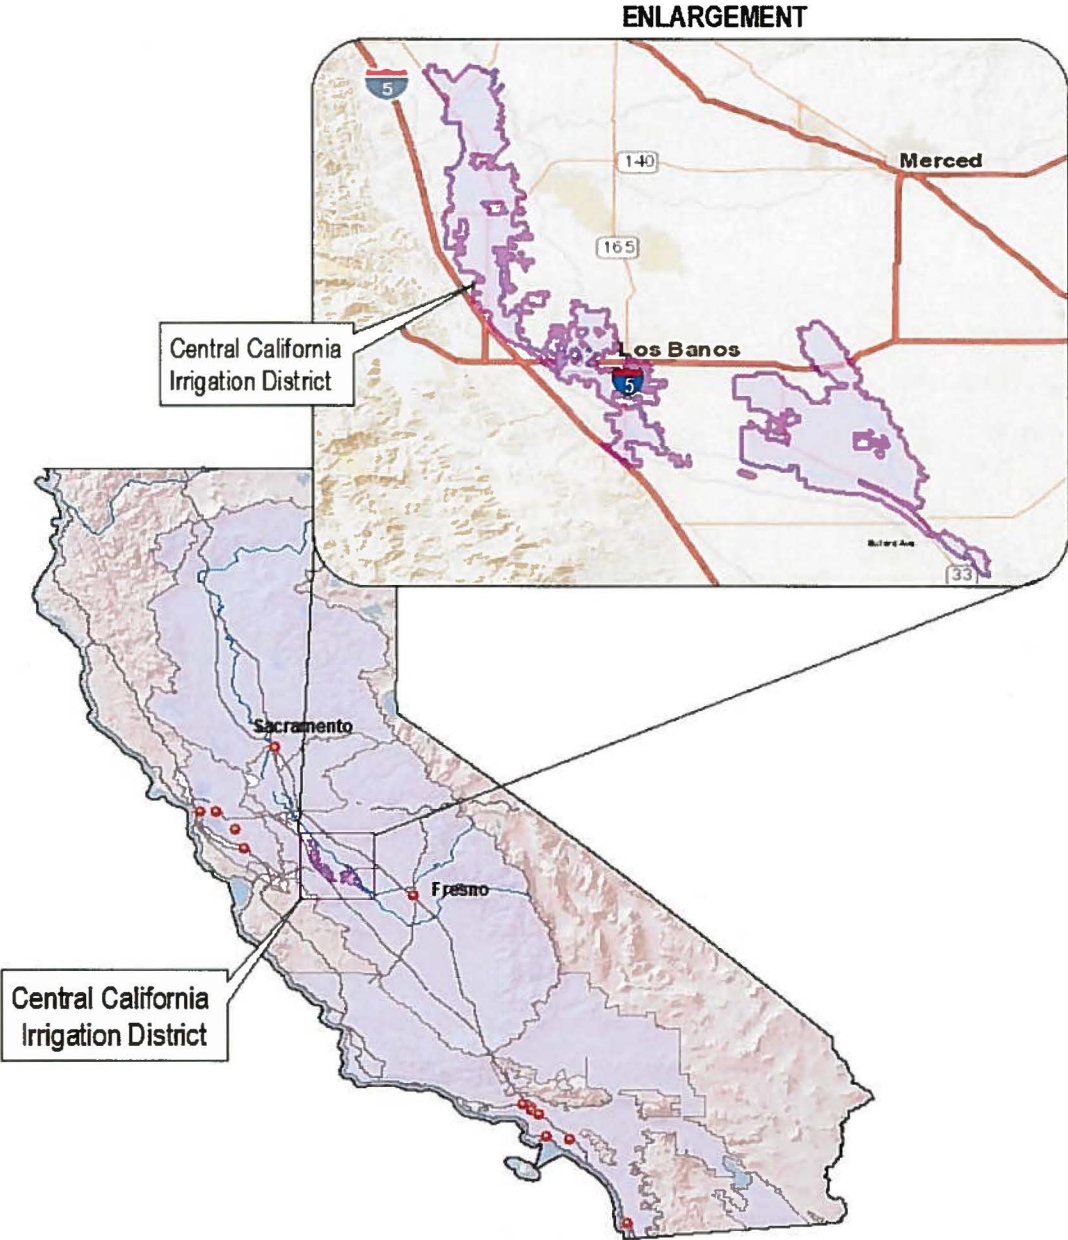 ENLARGEMENT
5
140
Merced
165
Central California
Irrigation District
Los Banos
5
33
Sacramento
Fresno
Central California
Irrigation District